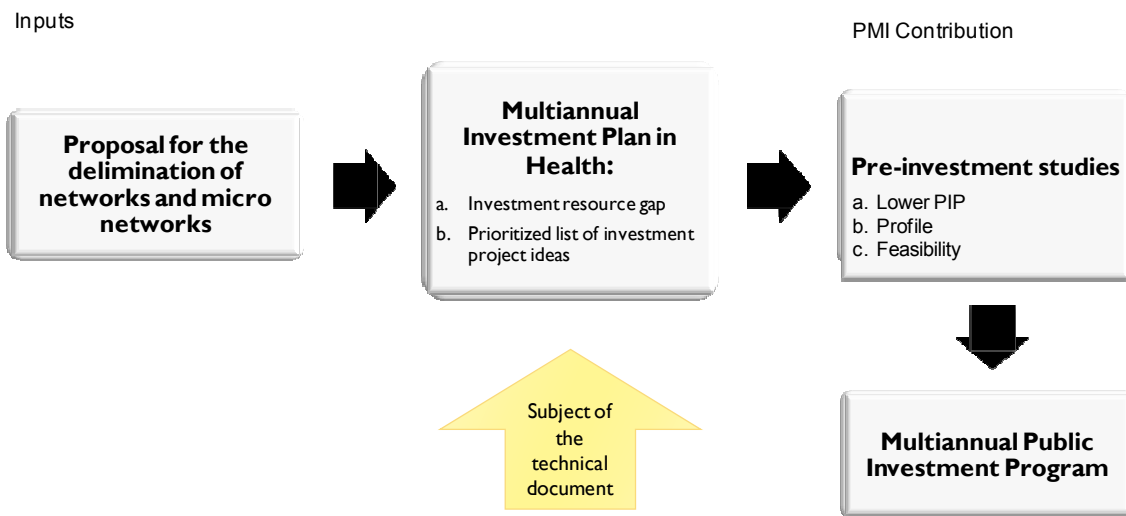 Inputs
PMI Contribution
Proposal for the
delimination of
networks and micro
networks
Multiannual
Investment Plan in
Health:
a. Investment resource gap
b. Prioritized list of investment
project ideas
Pre-investment studies
a. Lower PIP
b. Profile
c. Feasibility
Subject of
the
technical
document
Multiannual Public
Investment Program